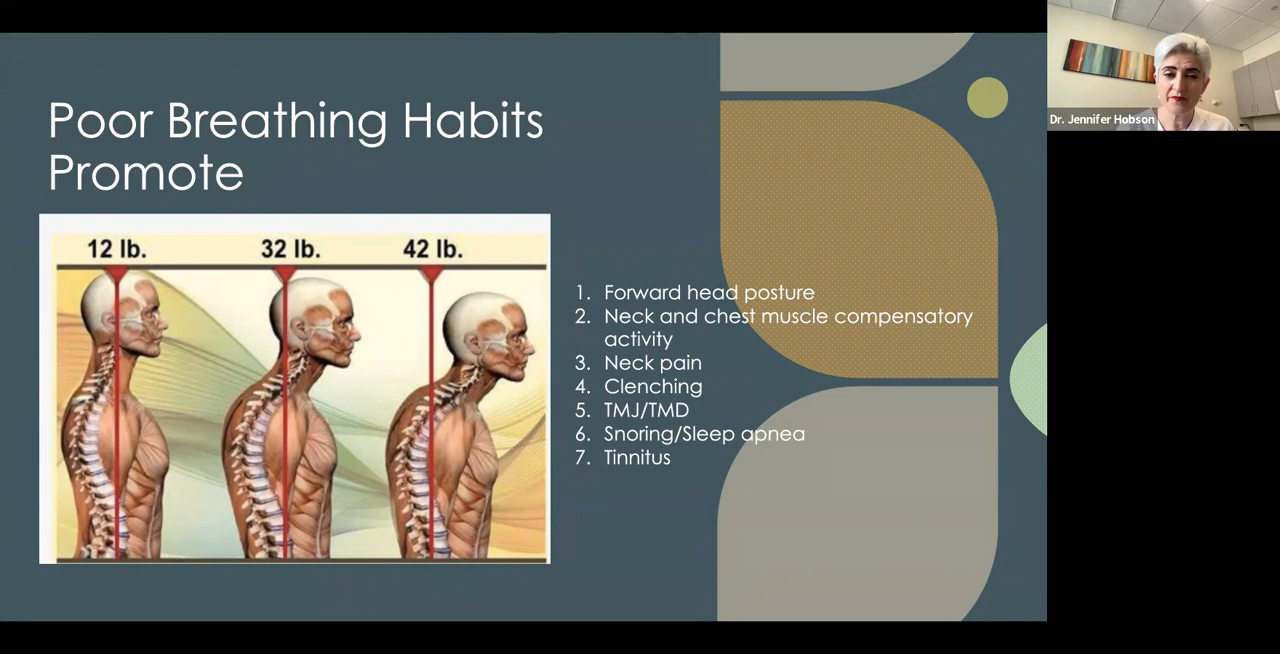 Poor Breathing Habits
Promote
12 lb. 32 lb. 42 lb.
1. Forward head posture
2. Neck and chest muscle compensatory
activity
3. Neck pain
4. Clenching
5. TMJ/TMD
6. Snoring/Sleep apnea
7. Tinnitus
Dr. Jennifer Hobson